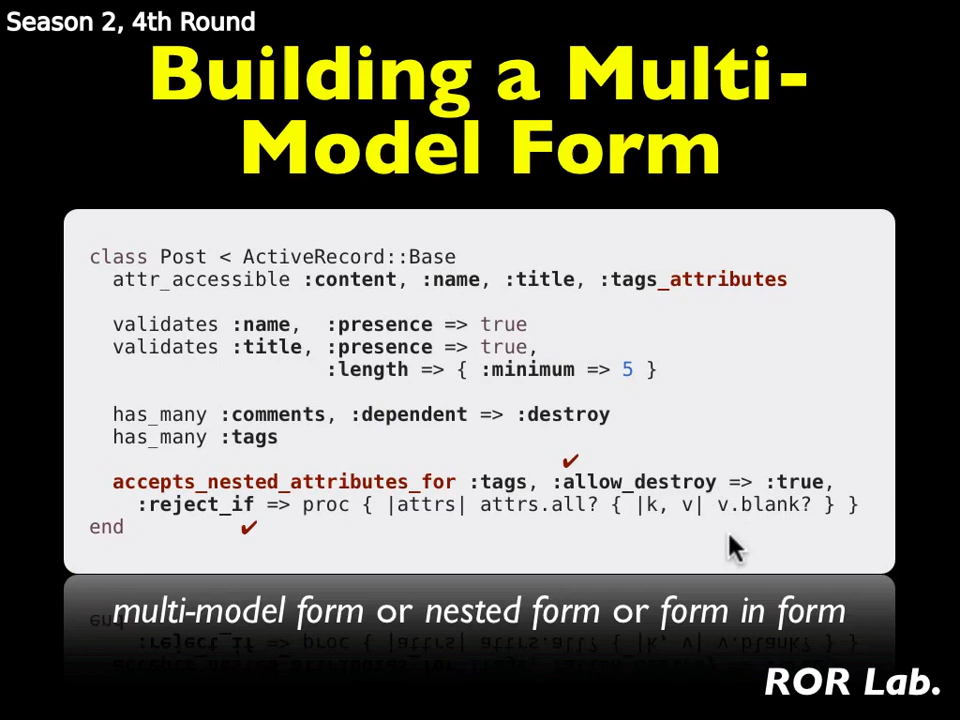 Season 2, 4th Round
Building a Multi-
Model Form
class Post < ActiveRecord::Base
  attr_accessible :content, :name, :title, :tags_attributes
  validates :name,  :presence => true
  validates :title, :presence => true,
                    :length => { :minimum => 5 }
  has_many :comments, :dependent => :destroy
  has_many :tags
✔
  accepts_nested_attributes_for :tags, :allow_destroy => :true,
    :reject_if => proc { |attrs| attrs.all? { |k, v| v.blank? } }
end
✔
multi-model form or nested form or form in form
ROR Lab.